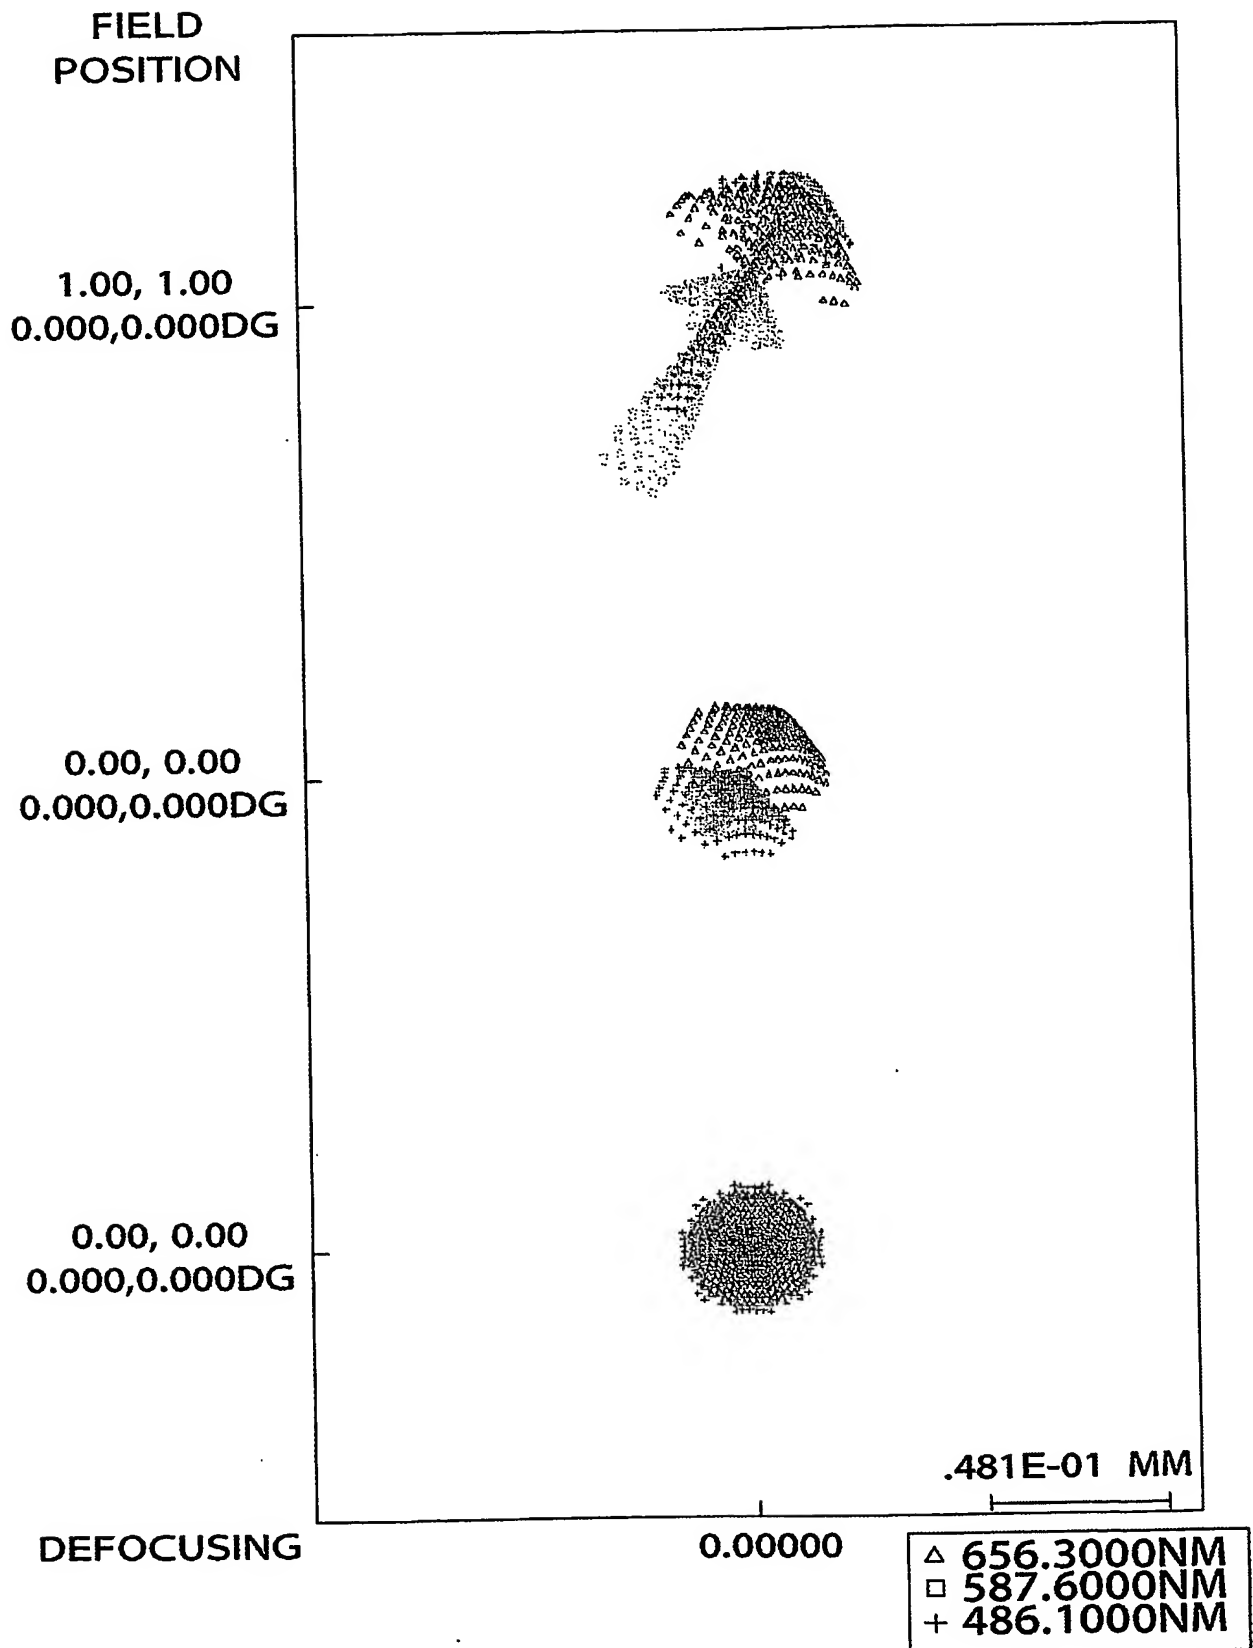 FIELD
POSITION
1.00, 1.00
0.000,0.000DG
0.00, 0.00
0.000,0.000DG
0.00, 0.00
0.000,0.000DG
.481E-01 MM
DEFOCUSING
0.00000
△ 656.3000NM
□ 587.6000NM
+ 486.1000NM